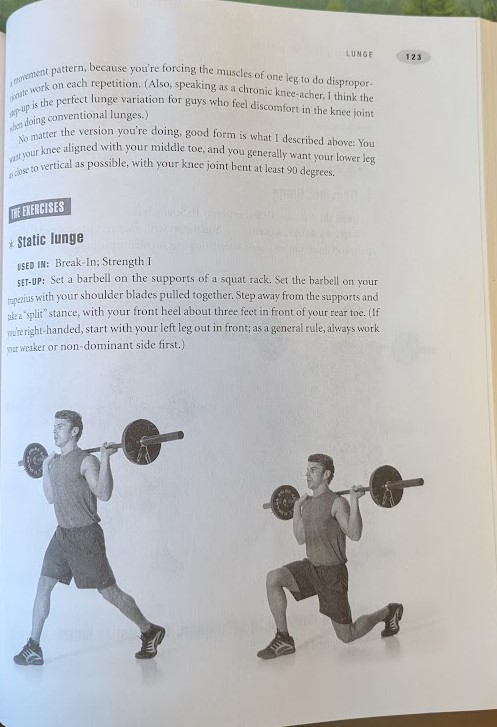 LUNGE 123
movement pattern, because you're forcing the muscles of one leg to do dispropor-
tionate work on each repetition. (Also, speaking as a chronic knee-acher, I think the
step-up is the perfect lunge variation for guys who feel discomfort in the knee joint
when doing conventional lunges.)
No matter the version you're doing, good form is what I described above: You
want your knee aligned with your middle toe, and you generally want your lower leg
as close to vertical as possible, with your knee joint bent at least 90 degrees.
THE EXERCISES
* Static lunge
USED IN: Break-In; Strength I
SET-UP: Set a barbell on the supports of a squat rack. Set the barbell on your
trapezius with your shoulder blades pulled together. Step away from the supports and
take a "split" stance, with your front heel about three feet in front of your rear toe. (If
you're right-handed, start with your left leg out in front; as a general rule, always work
your weaker or non-dominant side first.)